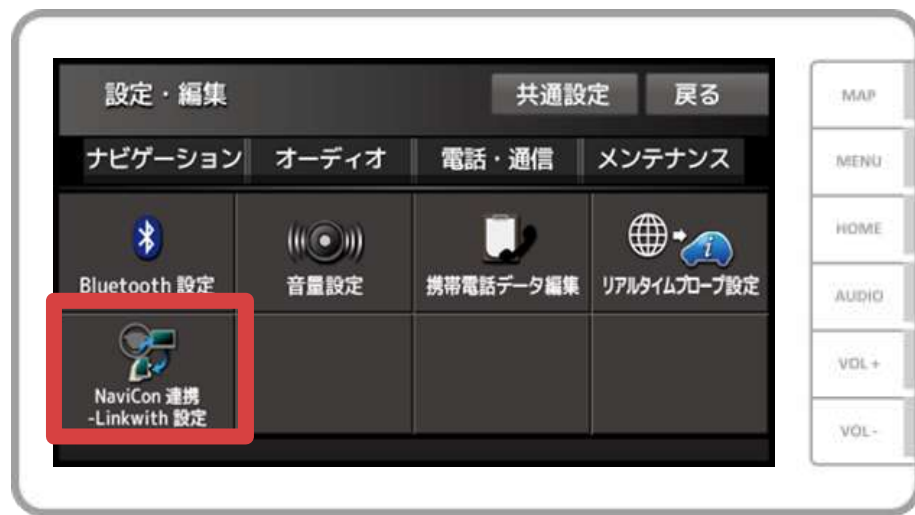 設定・編集 共通設定 戻る
ナビゲーション オーディオ 電話・通信 メンテナンス
Bluetooth 設定 音量設定 携帯電話データ編集 リアルタイムプローブ設定
NaviCon 連携
-Linkwith 設定
MAP
MENU
HOME
AUDIO
VOL +
VOL -